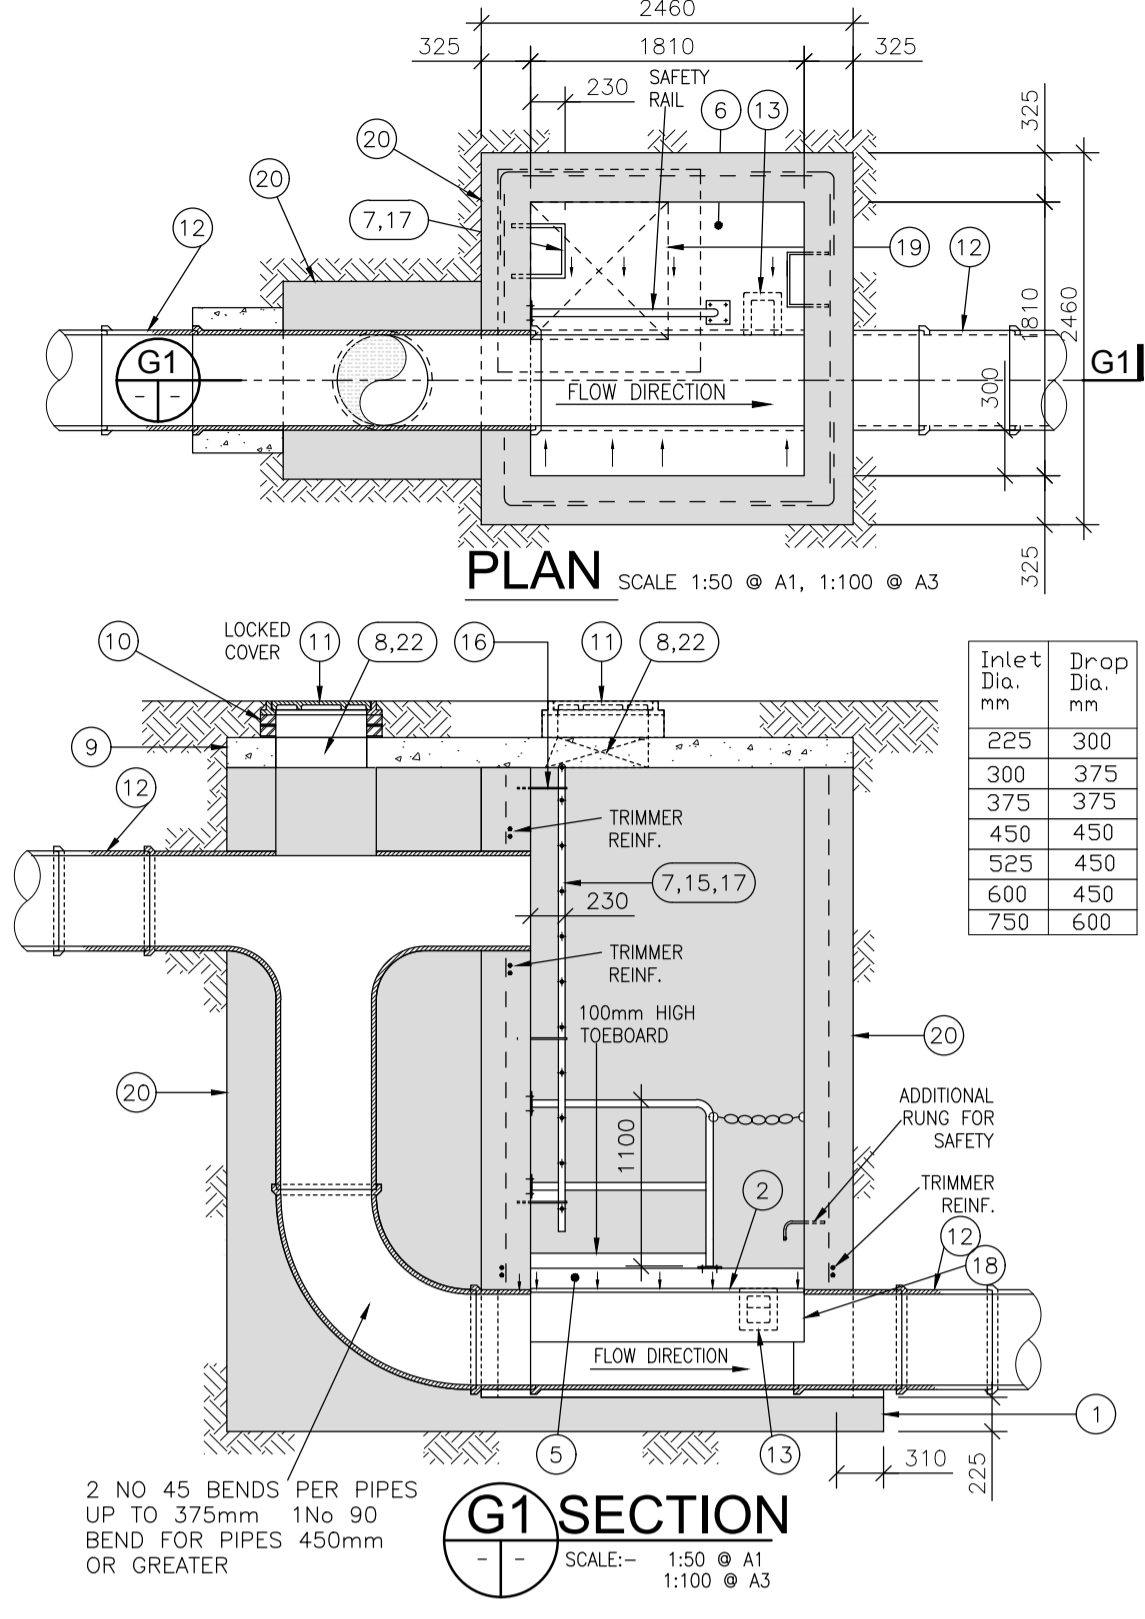 2460
325
1810
325
230
SAFETY
RAIL
6
13
325
20
20
7,17
12
19
12
1810
2460
G1
- -
FLOW DIRECTION
300
G1
325
PLAN SCALE 1:50 @ A1, 1:100 @ A3
10
LOCKED
COVER
11
8,22
16
11
8,22
9
12
Inlet Dia. mm
Drop Dia. mm
225 300
300 375
375 375
450 450
525 450
600 450
750 600
TRIMMER
REINF.
7,15,17
230
TRIMMER
REINF.
100mm HIGH
TOEBOARD
20
20
1100
ADDITIONAL
RUNG FOR
SAFETY
2
TRIMMER
REINF.
12
18
FLOW DIRECTION
5
13
1
310
225
2 NO 45 BENDS PER PIPES
UP TO 375mm 1No 90
BEND FOR PIPES 450mm
OR GREATER
G1 SECTION
- -
SCALE:- 1:50 @ A1
1:100 @ A3